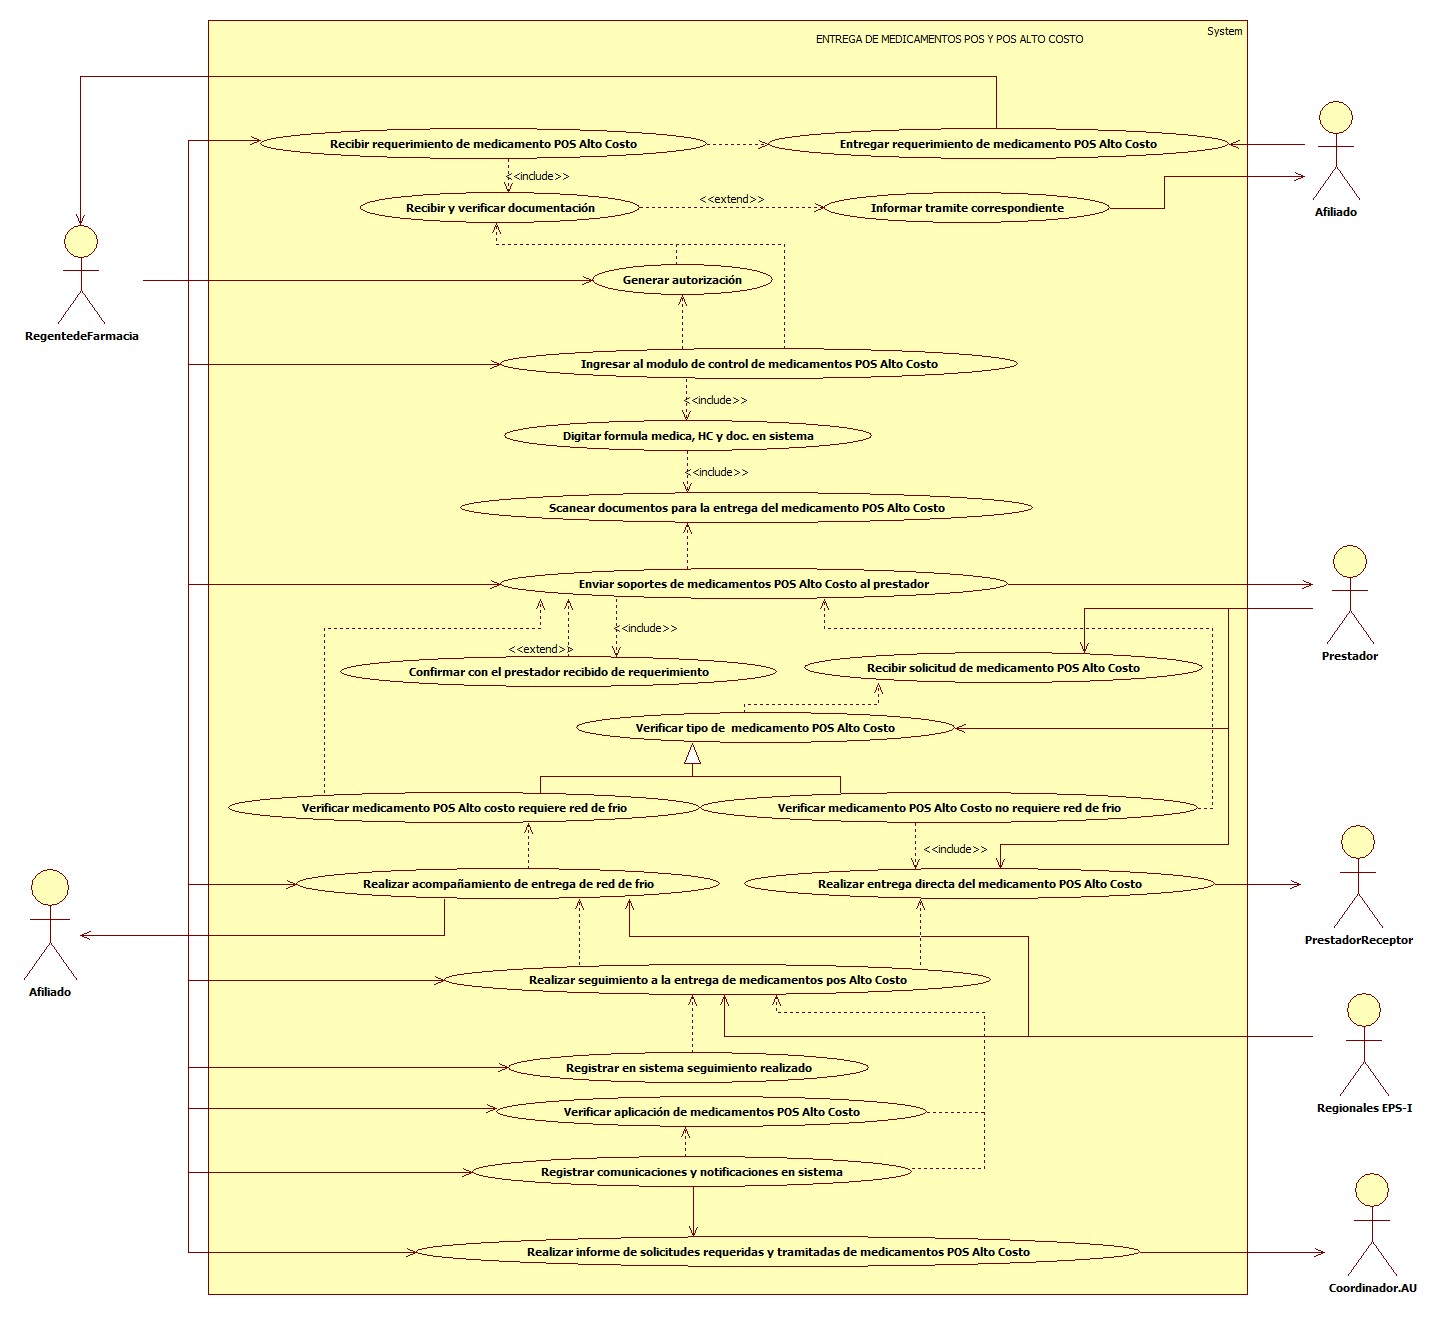 System
ENTREGA DE MEDICAMENTOS POS Y POS ALTO COSTO
Recibir requerimiento de medicamento POS Alto Costo
Entregar requerimiento de medicamento POS Alto Costo
<<include>>
<<extend>>
Recibir y verificar documentación
Informar tramite correspondiente
Afiliado
Generar autorización
RegentedeFarmacia
Ingresar al modulo de control de medicamentos POS Alto Costo
<<include>>
Digitar formula medica, HC y doc. en sistema
<<include>>
Scanear documentos para la entrega del medicamento POS Alto Costo
Enviar soportes de medicamentos POS Alto Costo al prestador
<<include>>
<<extend>>
Prestador
Confirmar con el prestador recibido de requerimiento
Recibir solicitud de medicamento POS Alto Costo
Verificar tipo de  medicamento POS Alto Costo
Verificar medicamento POS Alto costo requiere red de frio
Verificar medicamento POS Alto Costo no requiere red de frio
<<include>>
Realizar acompañamiento de entrega de red de frio
Realizar entrega directa del medicamento POS Alto Costo
PrestadorReceptor
Afiliado
Realizar seguimiento a la entrega de medicamentos pos Alto Costo
Registrar en sistema seguimiento realizado
Regionales EPS-I
Verificar aplicación de medicamentos POS Alto Costo
Registrar comunicaciones y notificaciones en sistema
Realizar informe de solicitudes requeridas y tramitadas de medicamentos POS Alto Costo
Coordinador.AU